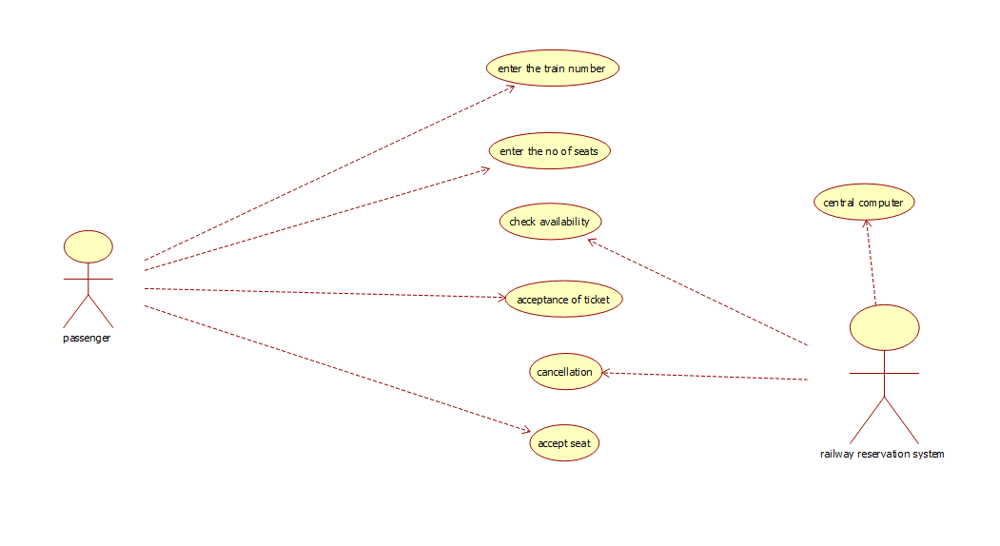 enter the train number
enter the no of seats
central computer
check availability
acceptance of ticket
passenger
cancellation
accept seat
railway reservation system